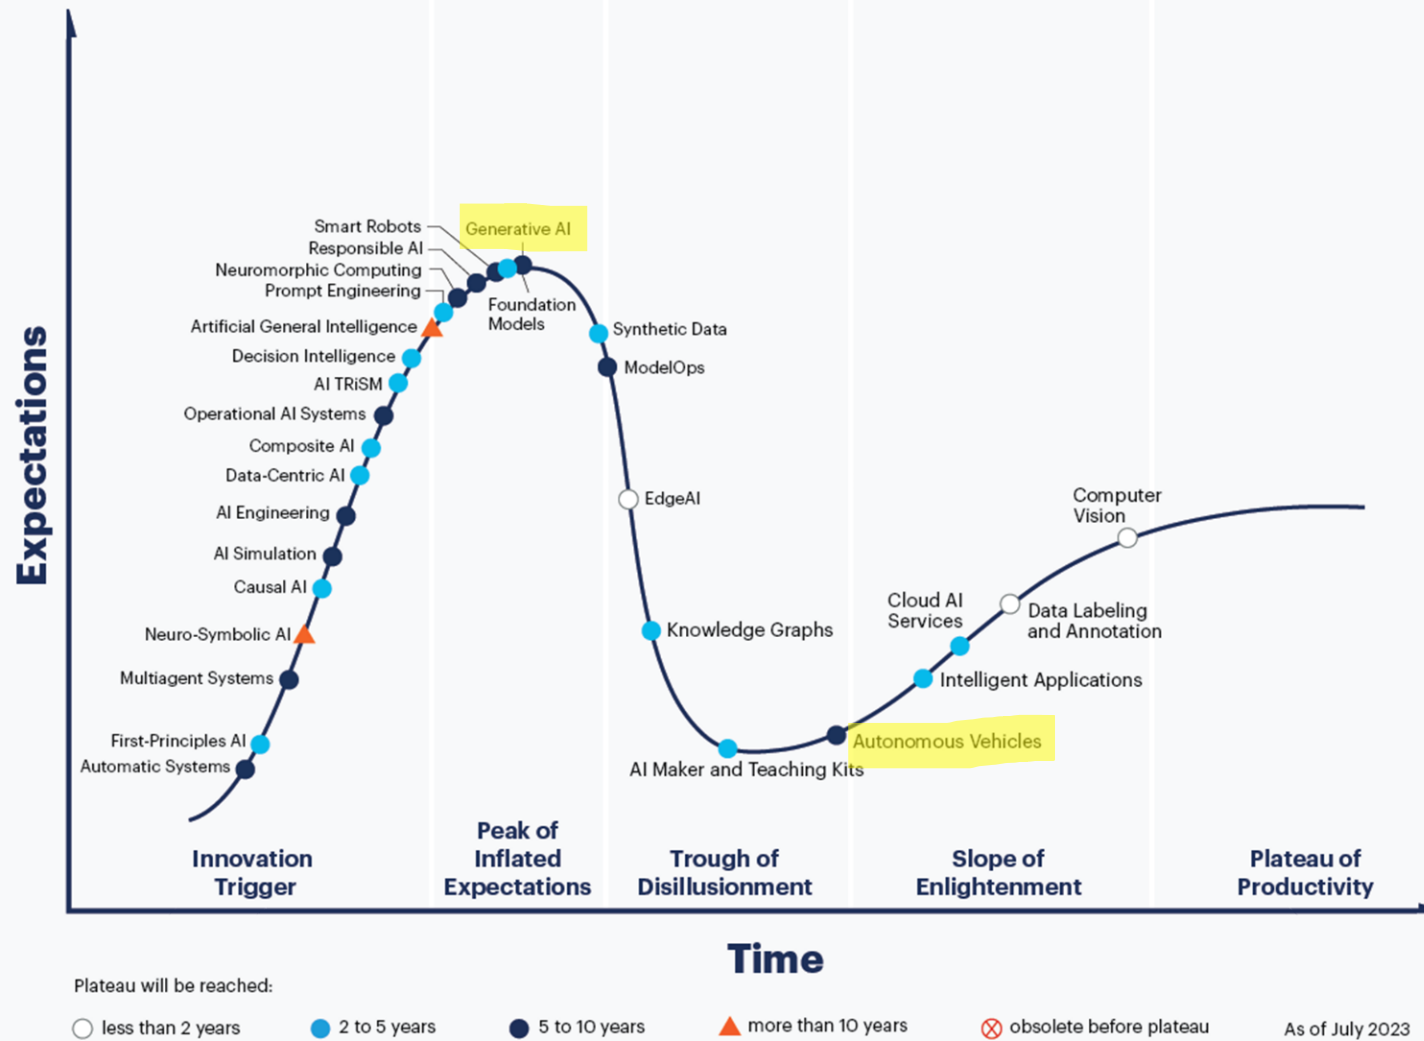 Expectations
Smart Robots
Generative AI
Responsible AI
Neuromorphic Computing
Prompt Engineering
Foundation
Models
Artificial General Intelligence
Synthetic Data
Decision Intelligence
ModelOps
AI TRiSM
Operational AI Systems
Composite AI
Data-Centric AI
EdgeAI
AI Engineering
AI Simulation
Causal AI
Neuro-Symbolic AI
Knowledge Graphs
Multiagent Systems
First-Principles AI
Automatic Systems
AI Maker and Teaching Kits
Autonomous Vehicles
Intelligent Applications
Cloud AI
Services
Data Labeling
and Annotation
Computer
Vision
Innovation
Trigger
Peak of
Inflated
Expectations
Trough of
Disillusionment
Slope of
Enlightenment
Plateau of
Productivity
Time
Plateau will be reached:
less than 2 years
2 to 5 years
5 to 10 years
more than 10 years
obsolete before plateau
As of July 2023